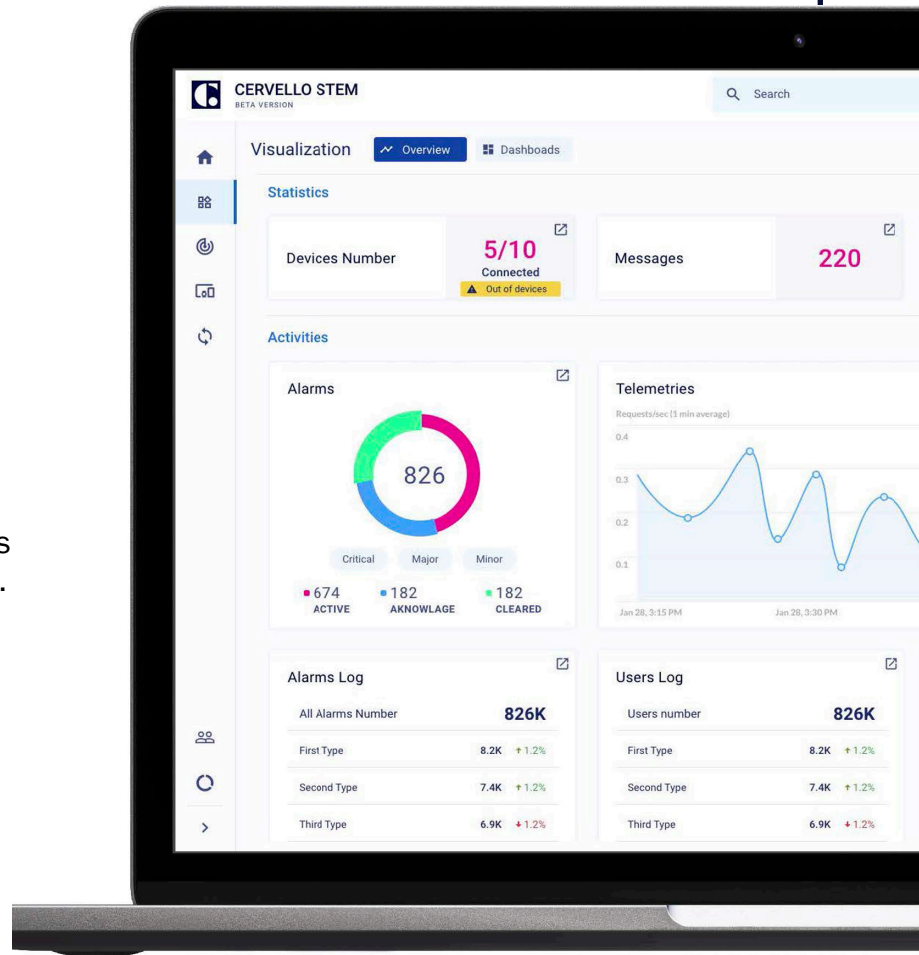 CERVELLO STEM
BETA VERSION
Search
Visualization
Overview
Dashboads
Statistics
Devices Number
5/10
Connected
Out of devices
Messages
220
Activities
Alarms
826
Critical Major Minor
674 182 182
ACTIVE AKNOWLAGE CLEARED
Telemetries
Requests/sec (1 min average)
0.4
0.3
0.2
0.1
Jan 28, 3:15 PM Jan 28, 3:30 PM
s
.
Alarms Log
All Alarms Number 826K
First Type 8.2K 1.2%
Second Type 7.4K 1.2%
Third Type 6.9K 1.2%
Users Log
Users number 826K
First Type 8.2K 1.2%
Second Type 7.4K 1.2%
Third Type 6.9K 1.2%